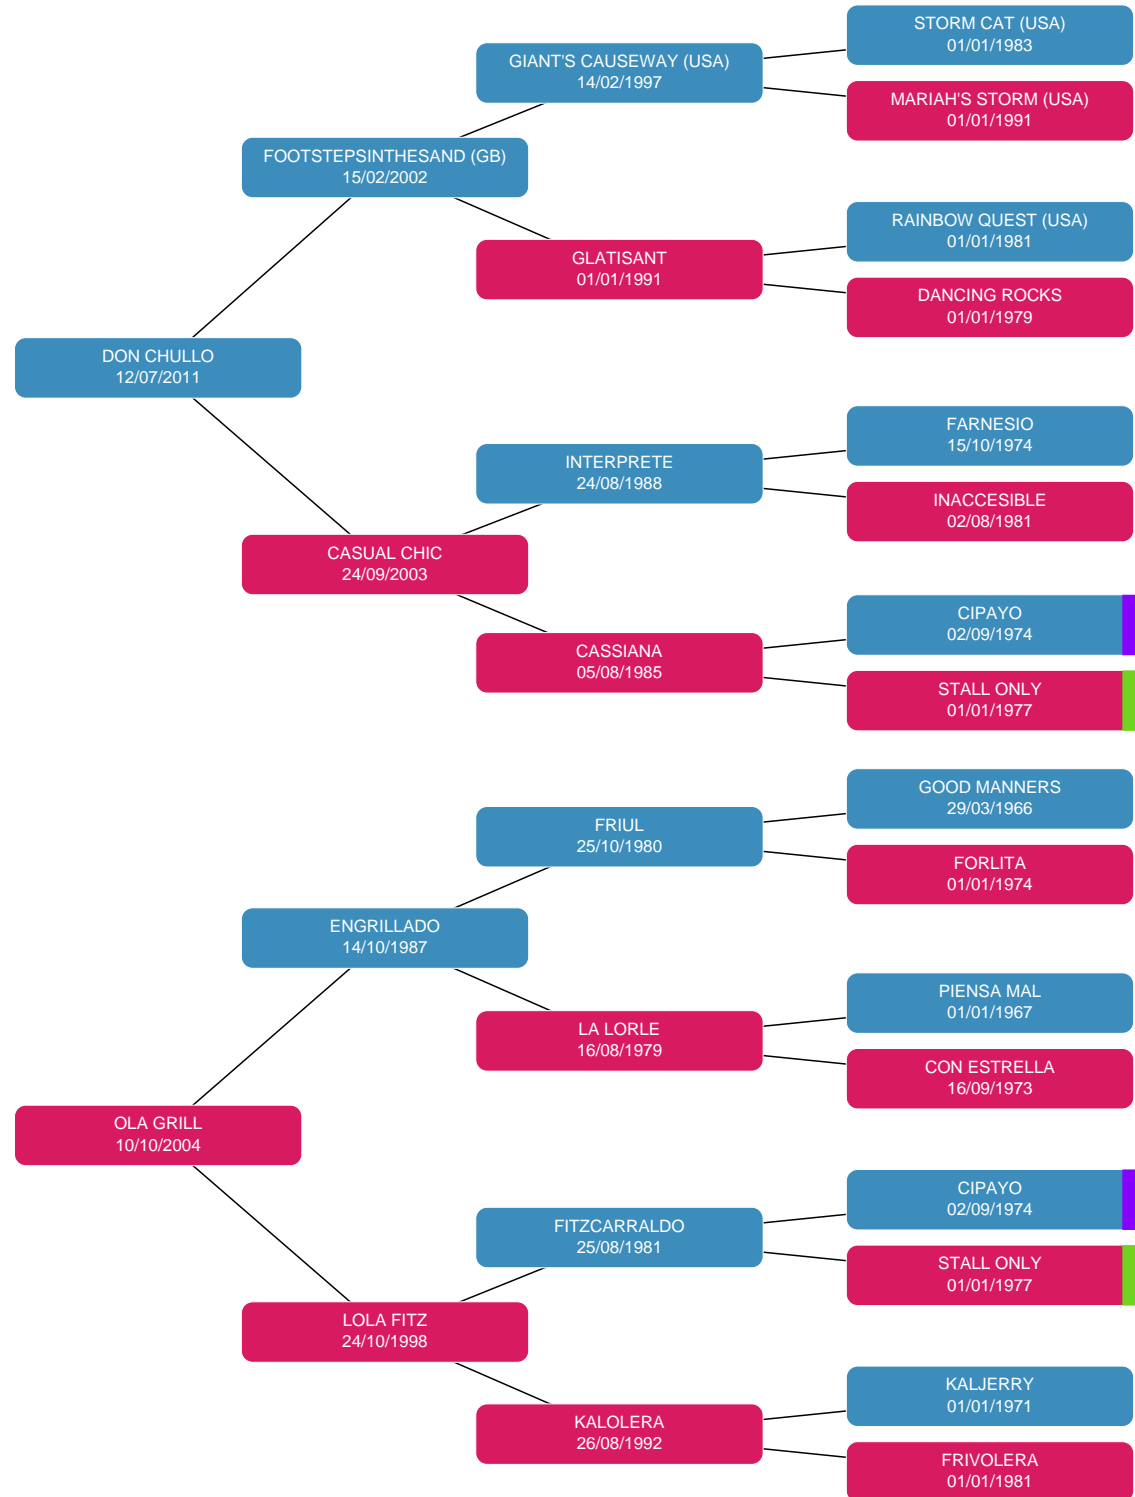 STORM CAT (USA)
01/01/1983
GIANT'S CAUSEWAY (USA)
14/02/1997
MARIAH'S STORM (USA)
01/01/1991
FOOTSTEPSINTHESAND (GB)
15/02/2002
RAINBOW QUEST (USA)
01/01/1981
GLATISANT
01/01/1991
DANCING ROCKS
01/01/1979
DON CHULLO
12/07/2011
FARNESIO
15/10/1974
INTERPRETE
24/08/1988
INACCESIBLE
02/08/1981
CASUAL CHIC
24/09/2003
CIPAYO
02/09/1974
CASSIANA
05/08/1985
STALL ONLY
01/01/1977
GOOD MANNERS
29/03/1966
FRIUL
25/10/1980
FORLITA
01/01/1974
ENGRILLADO
14/10/1987
PIENSA MAL
01/01/1967
LA LORLE
16/08/1979
CON ESTRELLA
16/09/1973
OLA GRILL
10/10/2004
CIPAYO
02/09/1974
FITZCARRALDO
25/08/1981
STALL ONLY
01/01/1977
LOLA FITZ
24/10/1998
KALJERRY
01/01/1971
KALOLERA
26/08/1992
FRIVOLERA
01/01/1981